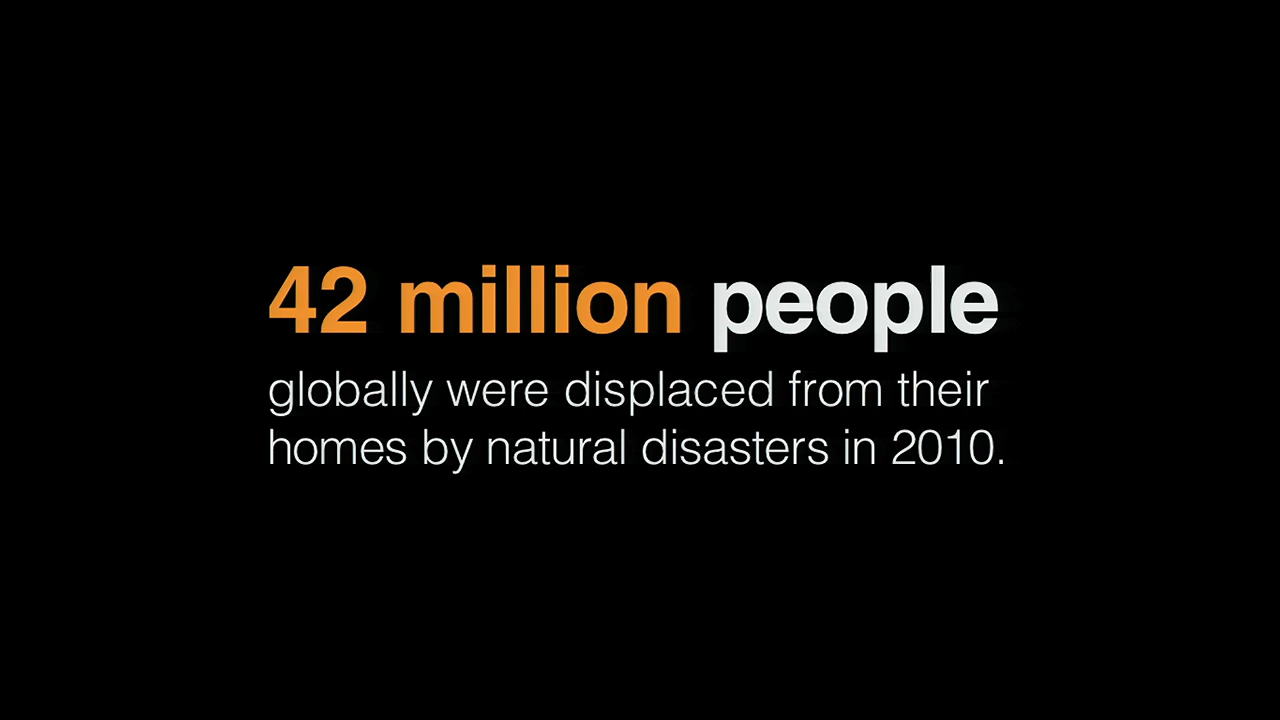 42 million people
globally were displaced from their
homes by natural disasters in 2010.